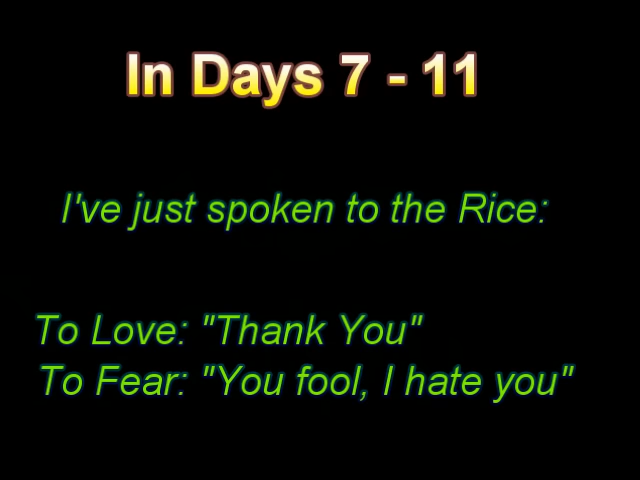 In Days 7 - 11
I've just spoken to the Rice:
To Love: "Thank You"
To Fear: "You fool, I hate you"